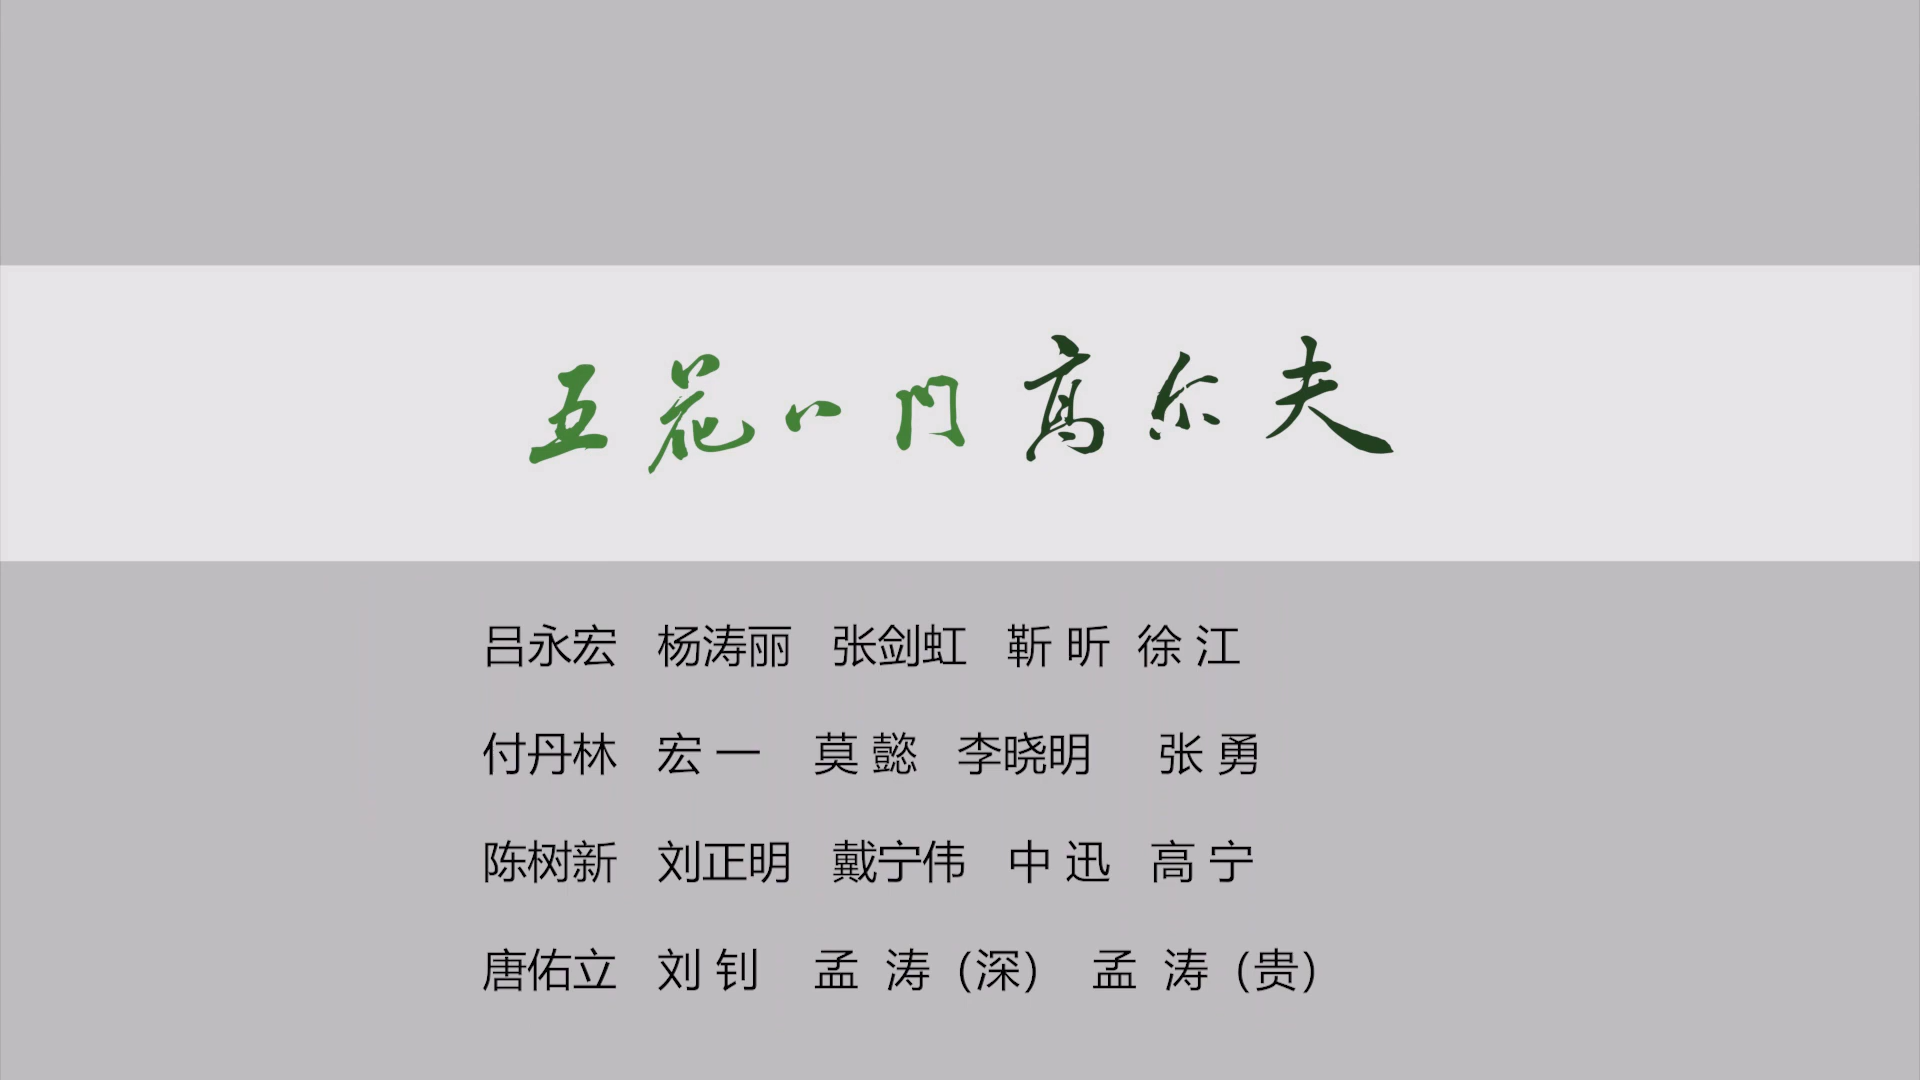 五花八門高尔夫
吕永宏 杨涛丽 张剑虹 靳 昕 徐 江
付丹林 宏 一 莫 懿 李晓明 张 勇
陈树新 刘正明 戴宁伟 中 迅 高 宁
唐佑立 刘 钊 孟 涛（深） 孟 涛（贵）